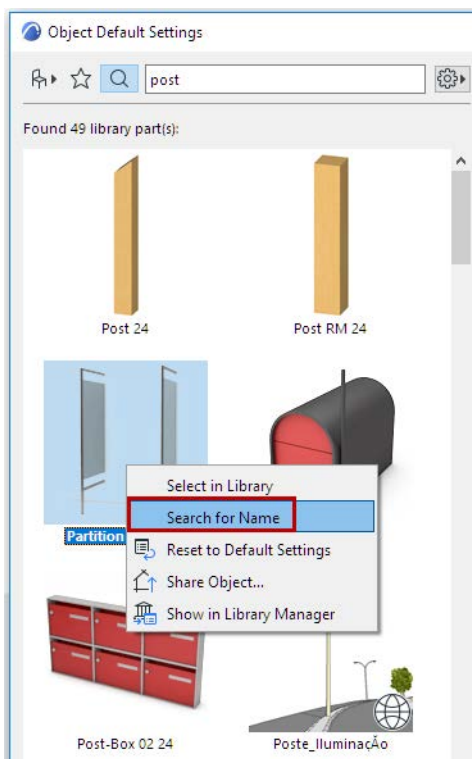 Object Default Settings
post
Found 49 library part(s):
Post 24
Post RM 24
Select in Library
Search for Name
Partition
Reset to Default Settings
Share Object...
Show in Library Manager
Post-Box 02 24
Poste_IluminaçÃo